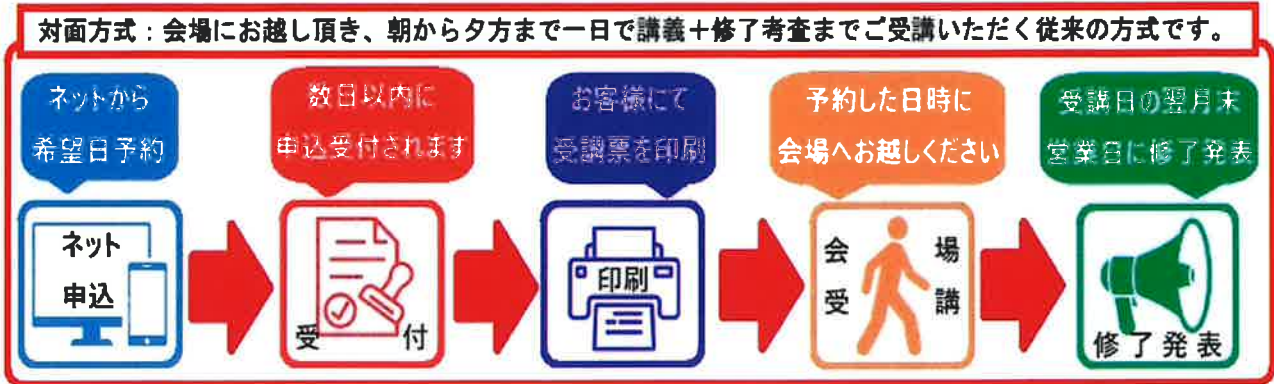 対面方式：会場にお越し頂き、朝から夕方まで一日で講義＋修了考査までご受講いただく従来の方式です。
ネットから
希望日予約
数日以内に
申込受付されます
お客様にて
受講票を印刷
予約した日時に
会場へお越しください
受講日の翌月末
営業日に修了発表
ネット
申込
受付
印刷
会場
受講
修了発表